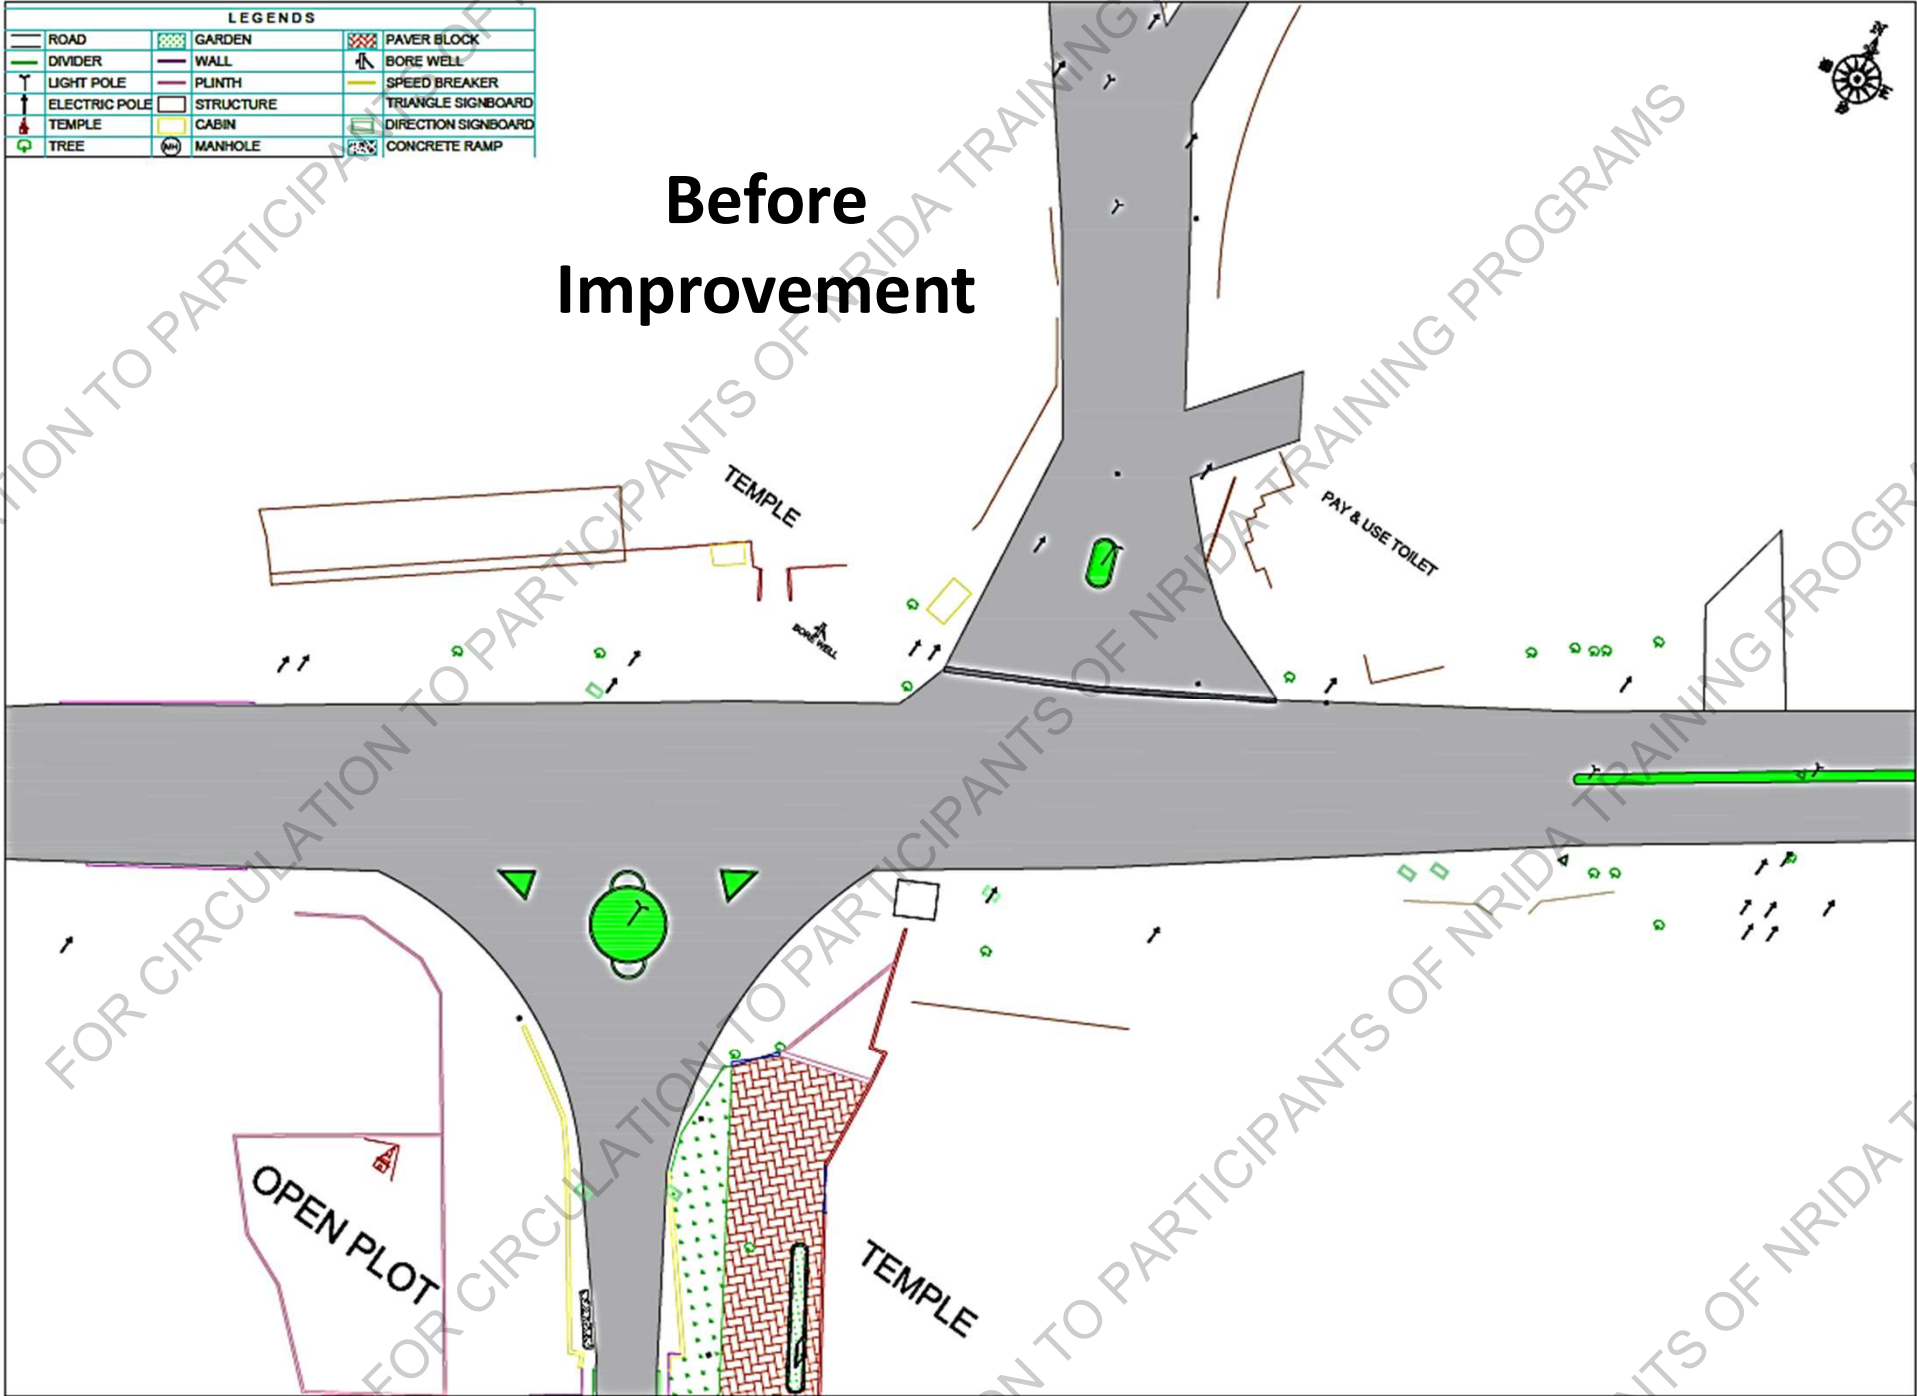 LEGENDS
ROAD GARDEN PAVER BLOCK
DIVIDER WALL BORE WELL
LIGHT POLE PLINTH SPEED BREAKER
ELECTRIC POLE STRUCTURE TRIANGLE SIGNBOARD
TEMPLE CABIN DIRECTION SIGNBOARD
TREE MH MANHOLE CONCRETE RAMP
N
Before
Improvement
TEMPLE
PAY & USE TOILET
BORE WELL
OPEN PLOT
TEMPLE
FOR CIRCULATION TO PARTICIPANTS OF NRIDA TRAINING PROGRAMS